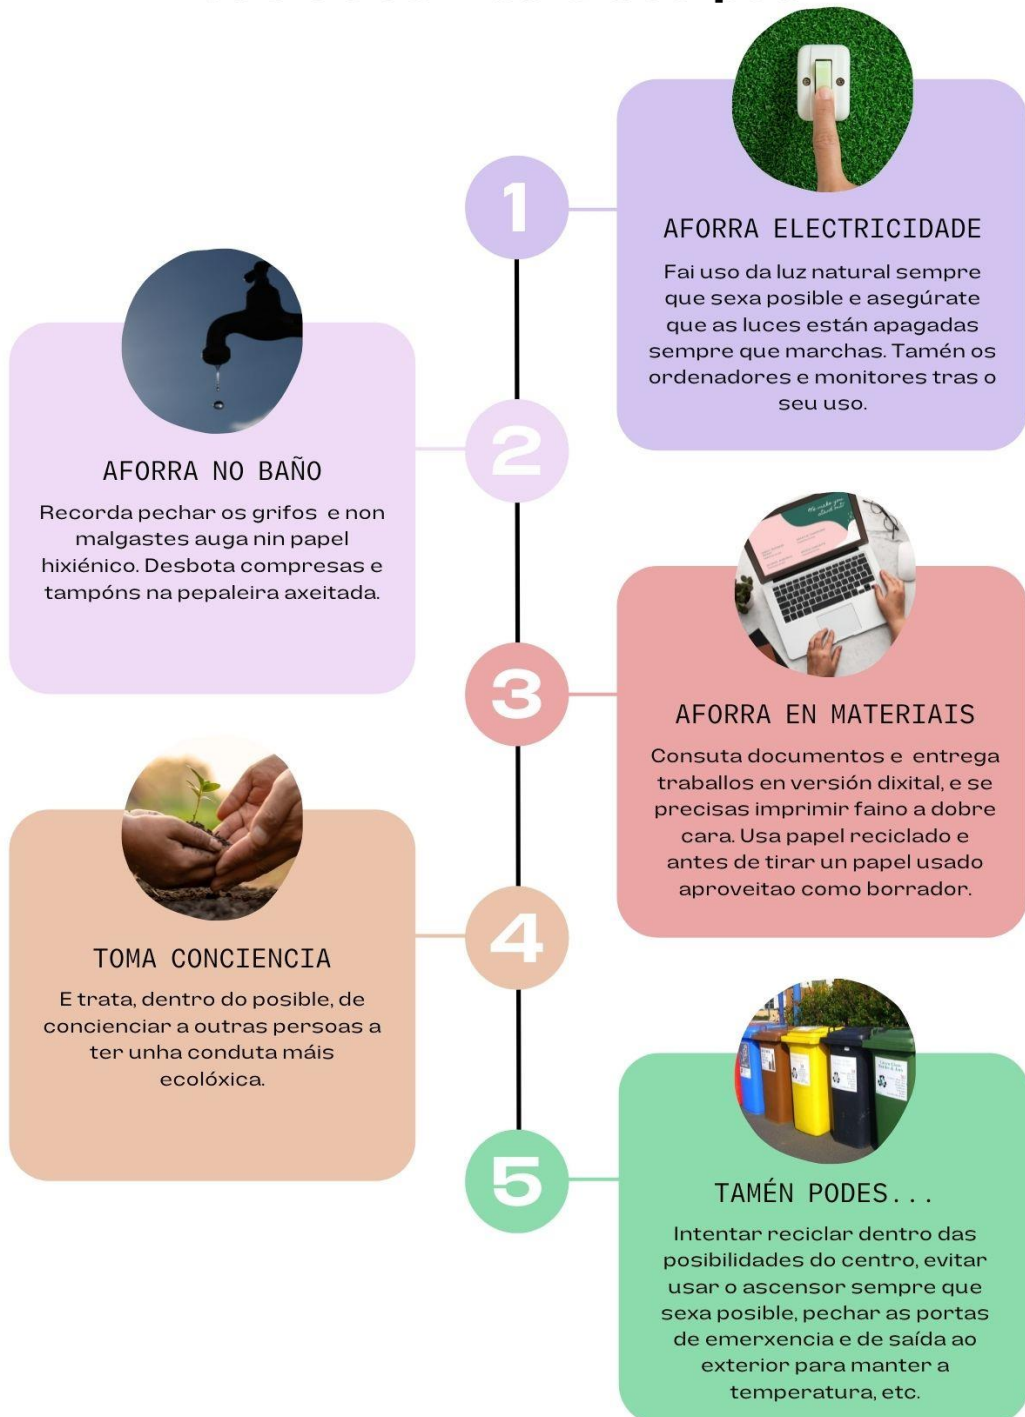 1
AFORRA ELECTRICIDADE
Fai uso da luz natural sempre
que sexa posible e asegúrate
que as luces están apagadas
sempre que marchas. Tamén os
ordenadores e monitores tras o
seu uso.
2
AFORRA NO BAÑO
Recorda pechar os grifos e non
malgastes auga nin papel
hixiénico. Desbota compresas e
tampóns na pepaleira axeitada.
3
AFORRA EN MATERIAIS
Consuta documentos e entrega
traballos en versión dixital, e se
precisas imprimir faino a dobre
cara. Usa papel reciclado e
antes de tirar un papel usado
aproveitao como borrador.
4
TOMA CONCIENCIA
E trata, dentro do posible, de
concienciar a outras persoas a
ter unha conduta máis
ecolóxica.
5
TAMÉN PODES...
Intentar reciclar dentro das
posibilidades do centro, evitar
usar o ascensor sempre que
sexa posible, pechar as portas
de emerxencia e de saída ao
exterior para manter a
temperatura, etc.